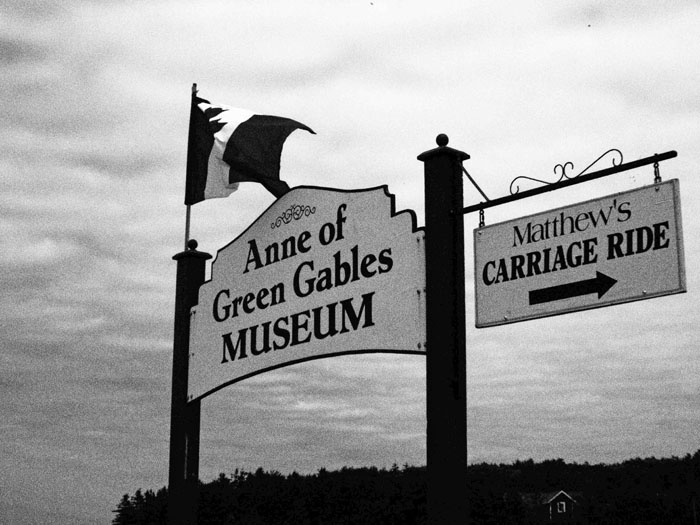 Anne of
Green Gables
MUSEUM
Matthew's
CARRIAGE RIDE